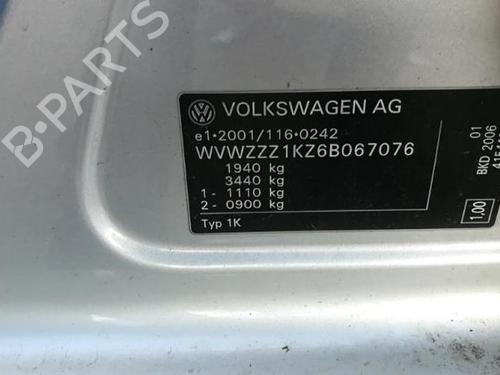 VOLKSWAGEN AG
e1*2001/116*0242
WVWZZZ1KZ6B067076
1940 kg
3440 kg
1 - 1110 kg
2 - 0900 kg
Typ 1K
01
BKD 2006
1.00
B-PARTS